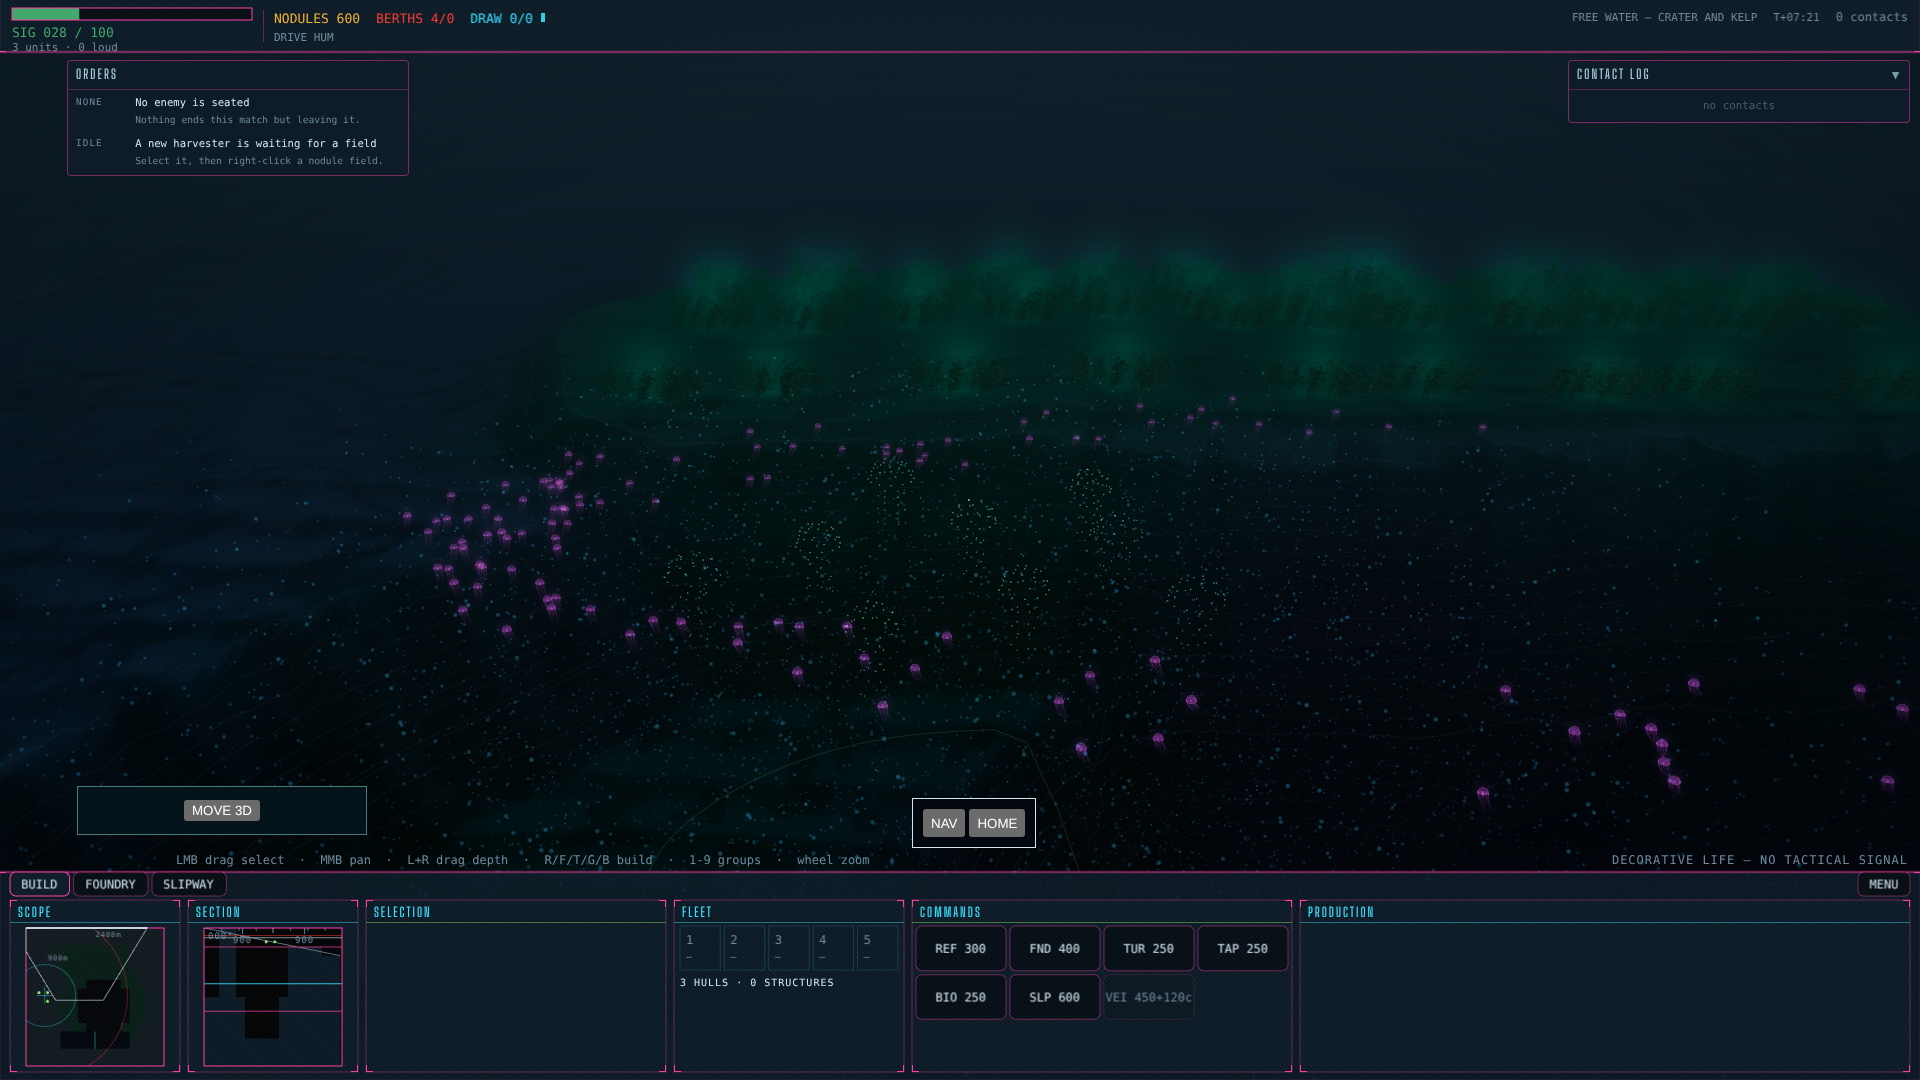 SIG 028 / 100
3 units · 0 loud
NODULES 600 BERTHS 4/0 DRAW 0/0
DRIVE HUM
FREE WATER — CRATER AND KELP T+07:21 0 contacts
ORDERS
NONE No enemy is seated
Nothing ends this match but leaving it.
IDLE A new harvester is waiting for a field
Select it, then right-click a nodule field.
CONTACT LOG ▼
no contacts
MOVE 3D
NAV HOME
LMB drag select · MMB pan · L+R drag depth · R/F/T/G/B build · 1-9 groups · wheel zoom
DECORATIVE LIFE — NO TACTICAL SIGNAL
BUILD FOUNDRY SLIPWAY
MENU
SCOPE
2400m
900m
SECTION
000°
900 900
SELECTION
FLEET
1 2 3 4 5
— — — — —
3 HULLS · 0 STRUCTURES
COMMANDS
REF 300 FND 400 TUR 250 TAP 250
BIO 250 SLP 600 VEI 450+120c
PRODUCTION